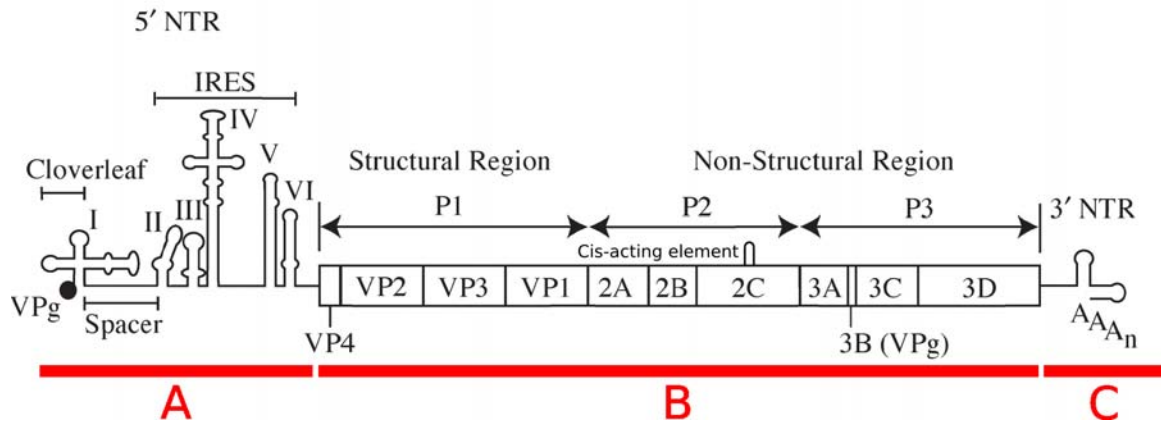 5′ NTR
IRES
IV
Cloverleaf
V
Structural Region
Non-Structural Region
I
II
III
VI
P1
P2
P3
3′ NTR
Cis-acting element
VPg
VP2
VP3
VP1
2A
2B
2C
3A
3C
3D
Spacer
VP4
3B (VPg)
AAAn
A
B
C